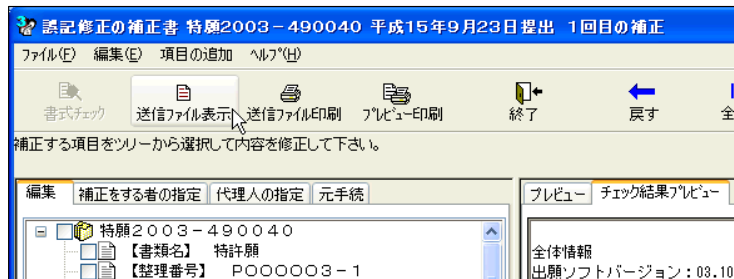 誤記修正の補正書 特願2003－490040 平成15年9月23日提出 1回目の補正
ファイル(F) 編集(E) 項目の追加 ヘルプ(H)
書式チェック 送信ファイル表示 送信ファイル印刷 プレビュー印刷 終了 戻す 全
補正する項目をツリーから選択して内容を修正して下さい。
編集 補正をする者の指定 代理人の指定 元手続 プレビュー チェック結果プレビュー
特願２００３－４９００４０
【書類名】 特許願
【整理番号】 Ｐ０００００３－１
全体情報
出願ソフトバージョン：03.10